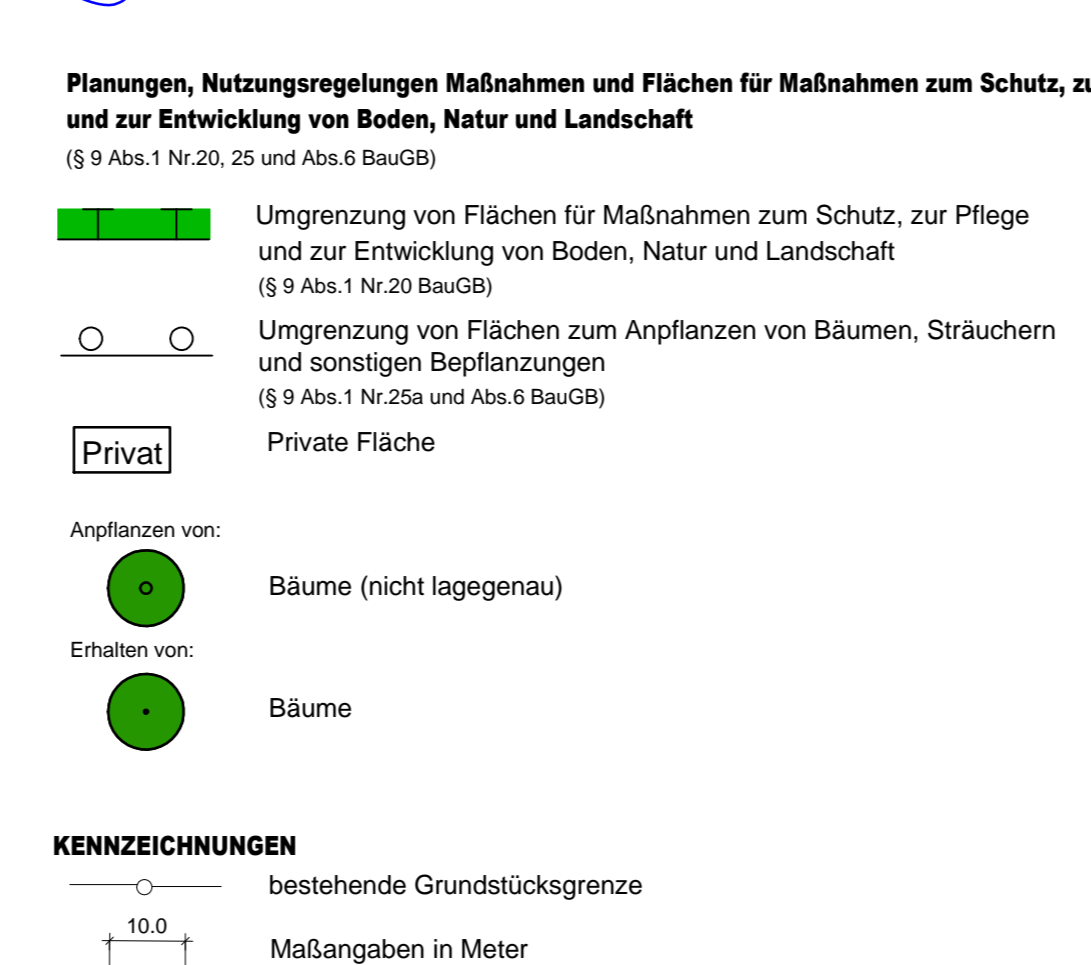 Planungen, Nutzungsregelungen Maßnahmen und Flächen für Maßnahmen zum Schutz,
und zur Entwicklung von Boden, Natur und Landschaft
(§ 9 Abs.1 Nr.20, 25 und Abs.6 BauGB)
Umgrenzung von Flächen für Maßnahmen zum Schutz, zur Pflege
und zur Entwicklung von Boden, Natur und Landschaft
(§ 9 Abs.1 Nr.20 BauGB)
Umgrenzung von Flächen zum Anpflanzen von Bäumen, Sträuchern
und sonstigen Bepflanzungen
(§ 9 Abs.1 Nr.25a und Abs.6 BauGB)
Privat Private Fläche
Anpflanzen von:
Bäume (nicht lagegenau)
Erhalten von:
Bäume
KENNZEICHNUNGEN
bestehende Grundstücksgrenze
10.0
Maßangaben in Meter